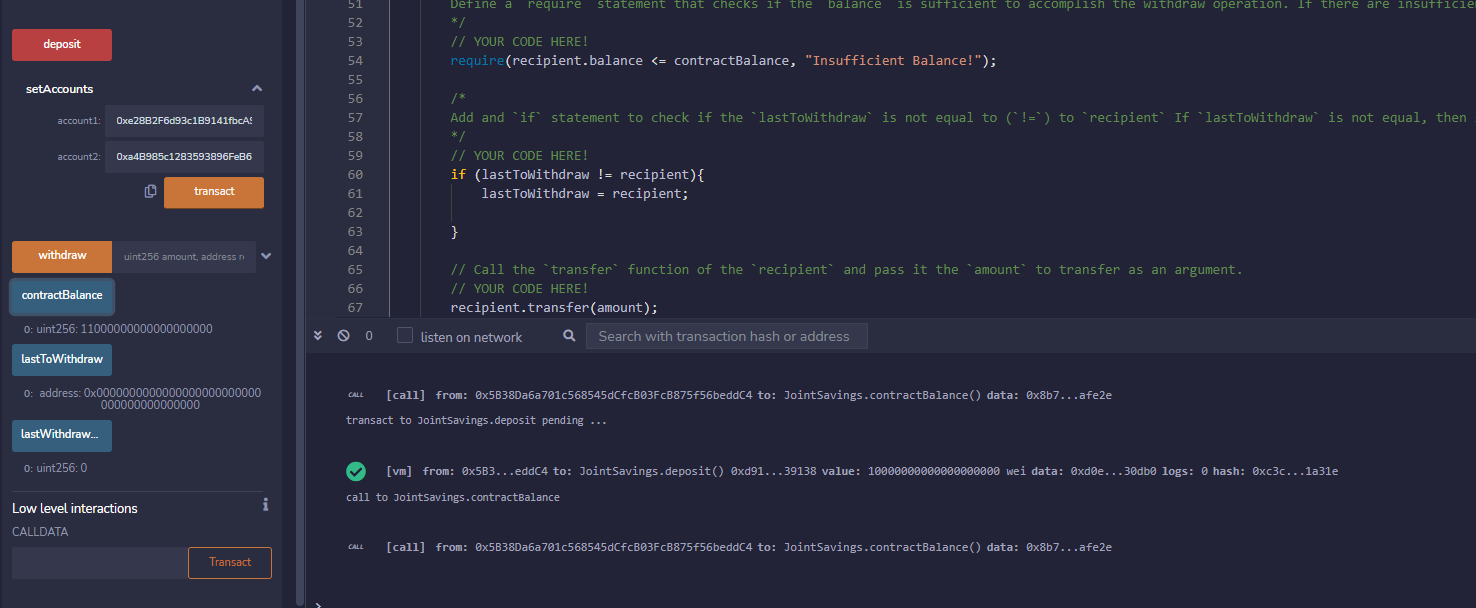 deposit
setAccounts
account1: 0xe28B2F6d93c1B9141fbcA
account2: 0xa4B985c1283593896FeB6
transact
withdraw uint256 amount, address
contractBalance
0: uint256: 11000000000000000000
lastToWithdraw
0: address: 0x000000000000000000000000
0000000000000000
lastWithdraw...
0: uint256: 0
Low level interactions
CALLDATA
Transact
51 Define a `require` statement that checks if the `balance` is sufficient to accomplish the withdraw operation. If there are
52 */
53 // YOUR CODE HERE!
54 require(recipient.balance <= contractBalance, "Insufficient Balance!");
55
56 /*
57 Add and `if` statement to check if the `lastToWithdraw` is not equal to (`!=`) to `recipient` If `lastToWithdraw` is not equal, then
58 */
59 // YOUR CODE HERE!
60 if (lastToWithdraw != recipient){
61 lastToWithdraw = recipient;
62
63 }
64
65 // Call the `transfer` function of the `recipient` and pass it the `amount` to transfer as an argument.
66 // YOUR CODE HERE!
67 recipient.transfer(amount);
0 listen on network Search with transaction hash or address
CALL [call] from: 0x5B38Da6a701c568545dCfcB03FcB875f56beddC4 to: JointSavings.contractBalance() data: 0x8b7...afe2e
transact to JointSavings.deposit pending ...
[vm] from: 0x5B3...eddC4 to: JointSavings.deposit() 0xd91...39138 value: 10000000000000000000 wei data: 0xd0e...30db0 logs: 0 hash: 0xc3c...1a31e
call to JointSavings.contractBalance
CALL [call] from: 0x5B38Da6a701c568545dCfcB03FcB875f56beddC4 to: JointSavings.contractBalance() data: 0x8b7...afe2e
>